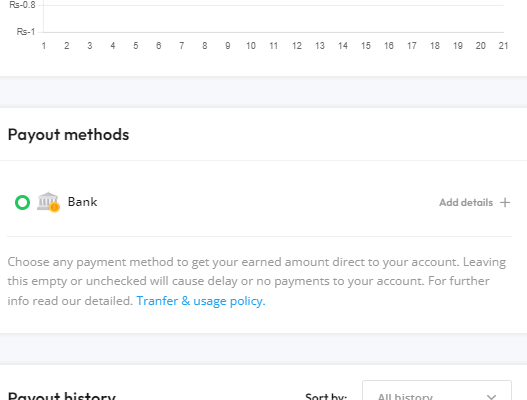 Rs-0.8
Rs-1
1 2 3 4 5 6 7 8 9 10 11 12 13 14 15 16 17 18 19 20 21
Payout methods
Bank Add details +
Choose any payment method to get your earned amount direct to your account. Leaving
this empty or unchecked will cause delay or no payments to your account. For further
info read our detailed. Tranfer & usage policy.
Payout history Sort by: All history